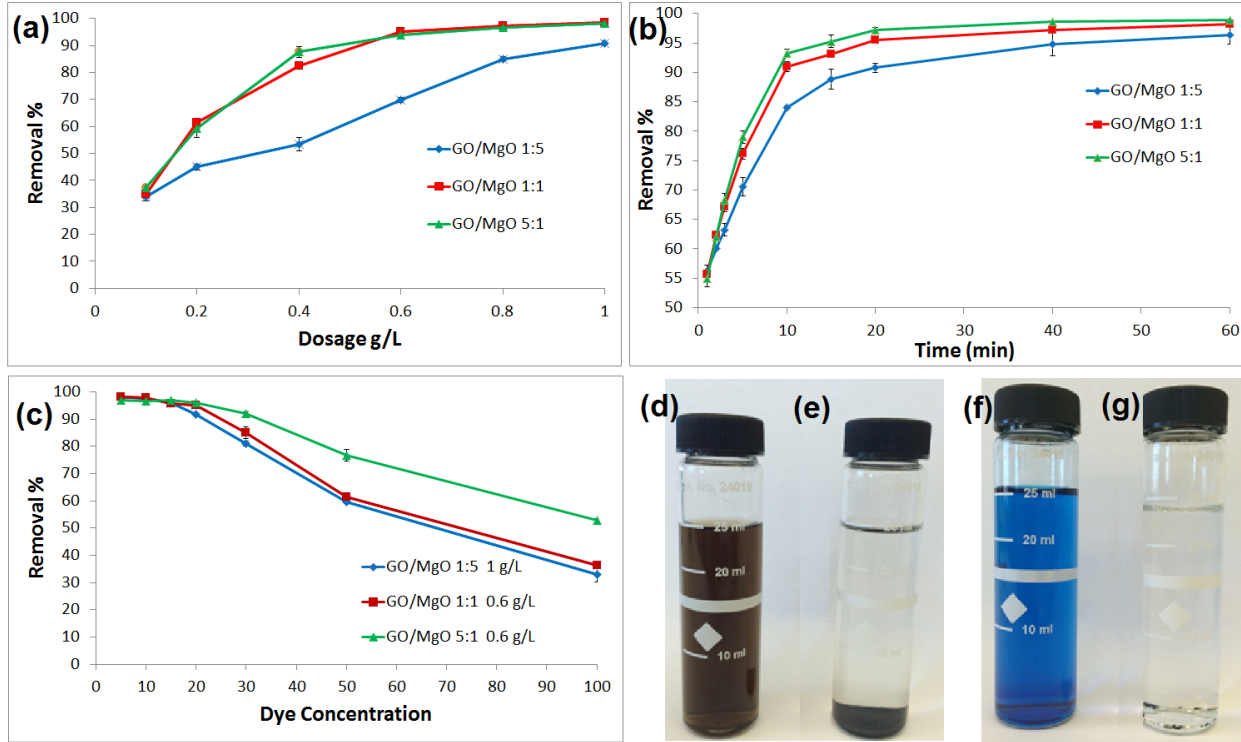 (a)
100
90
80
70
60
50
40
30
20
10
0
Removal %
0 0.2 0.4 0.6 0.8 1
Dosage g/L
GO/MgO 1:5
GO/MgO 1:1
GO/MgO 5:1
(b)
100
95
90
85
80
75
70
65
60
55
50
Removal %
0 10 20 30 40 50 60
Time (min)
GO/MgO 1:5
GO/MgO 1:1
GO/MgO 5:1
(c)
100
90
80
70
60
50
40
30
20
10
0
Removal %
0 10 20 30 40 50 60 70 80 90 100
Dye Concentration
GO/MgO 1:5 1 g/L
GO/MgO 1:1 0.6 g/L
GO/MgO 5:1 0.6 g/L
(d)
No. 24019
25 ml
20 ml
10 ml
(e)
(f)
25 ml
20 ml
10 ml
(g)